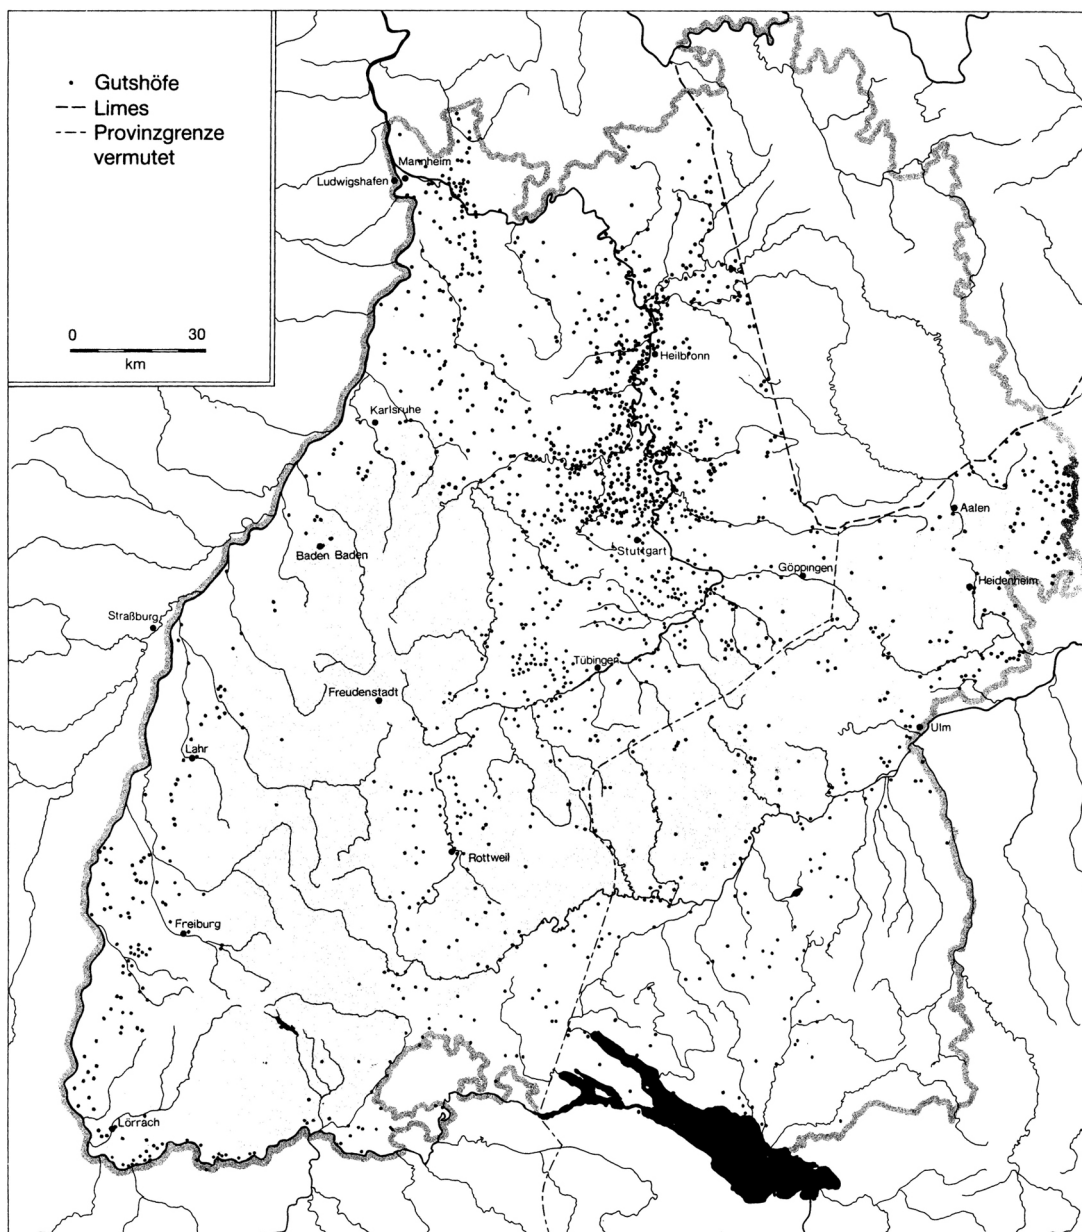 Gutshöfe
Limes
Provinzgrenze
vermutet
0 30
km
Mannheim
Ludwigshafen
Heilbronn
Karlsruhe
Aalen
Stuttgart
Baden Baden
Göppingen
Heidenheim
Straßburg
Tübingen
Freudenstadt
Ulm
Lahr
Rottweil
Freiburg
Lörrach